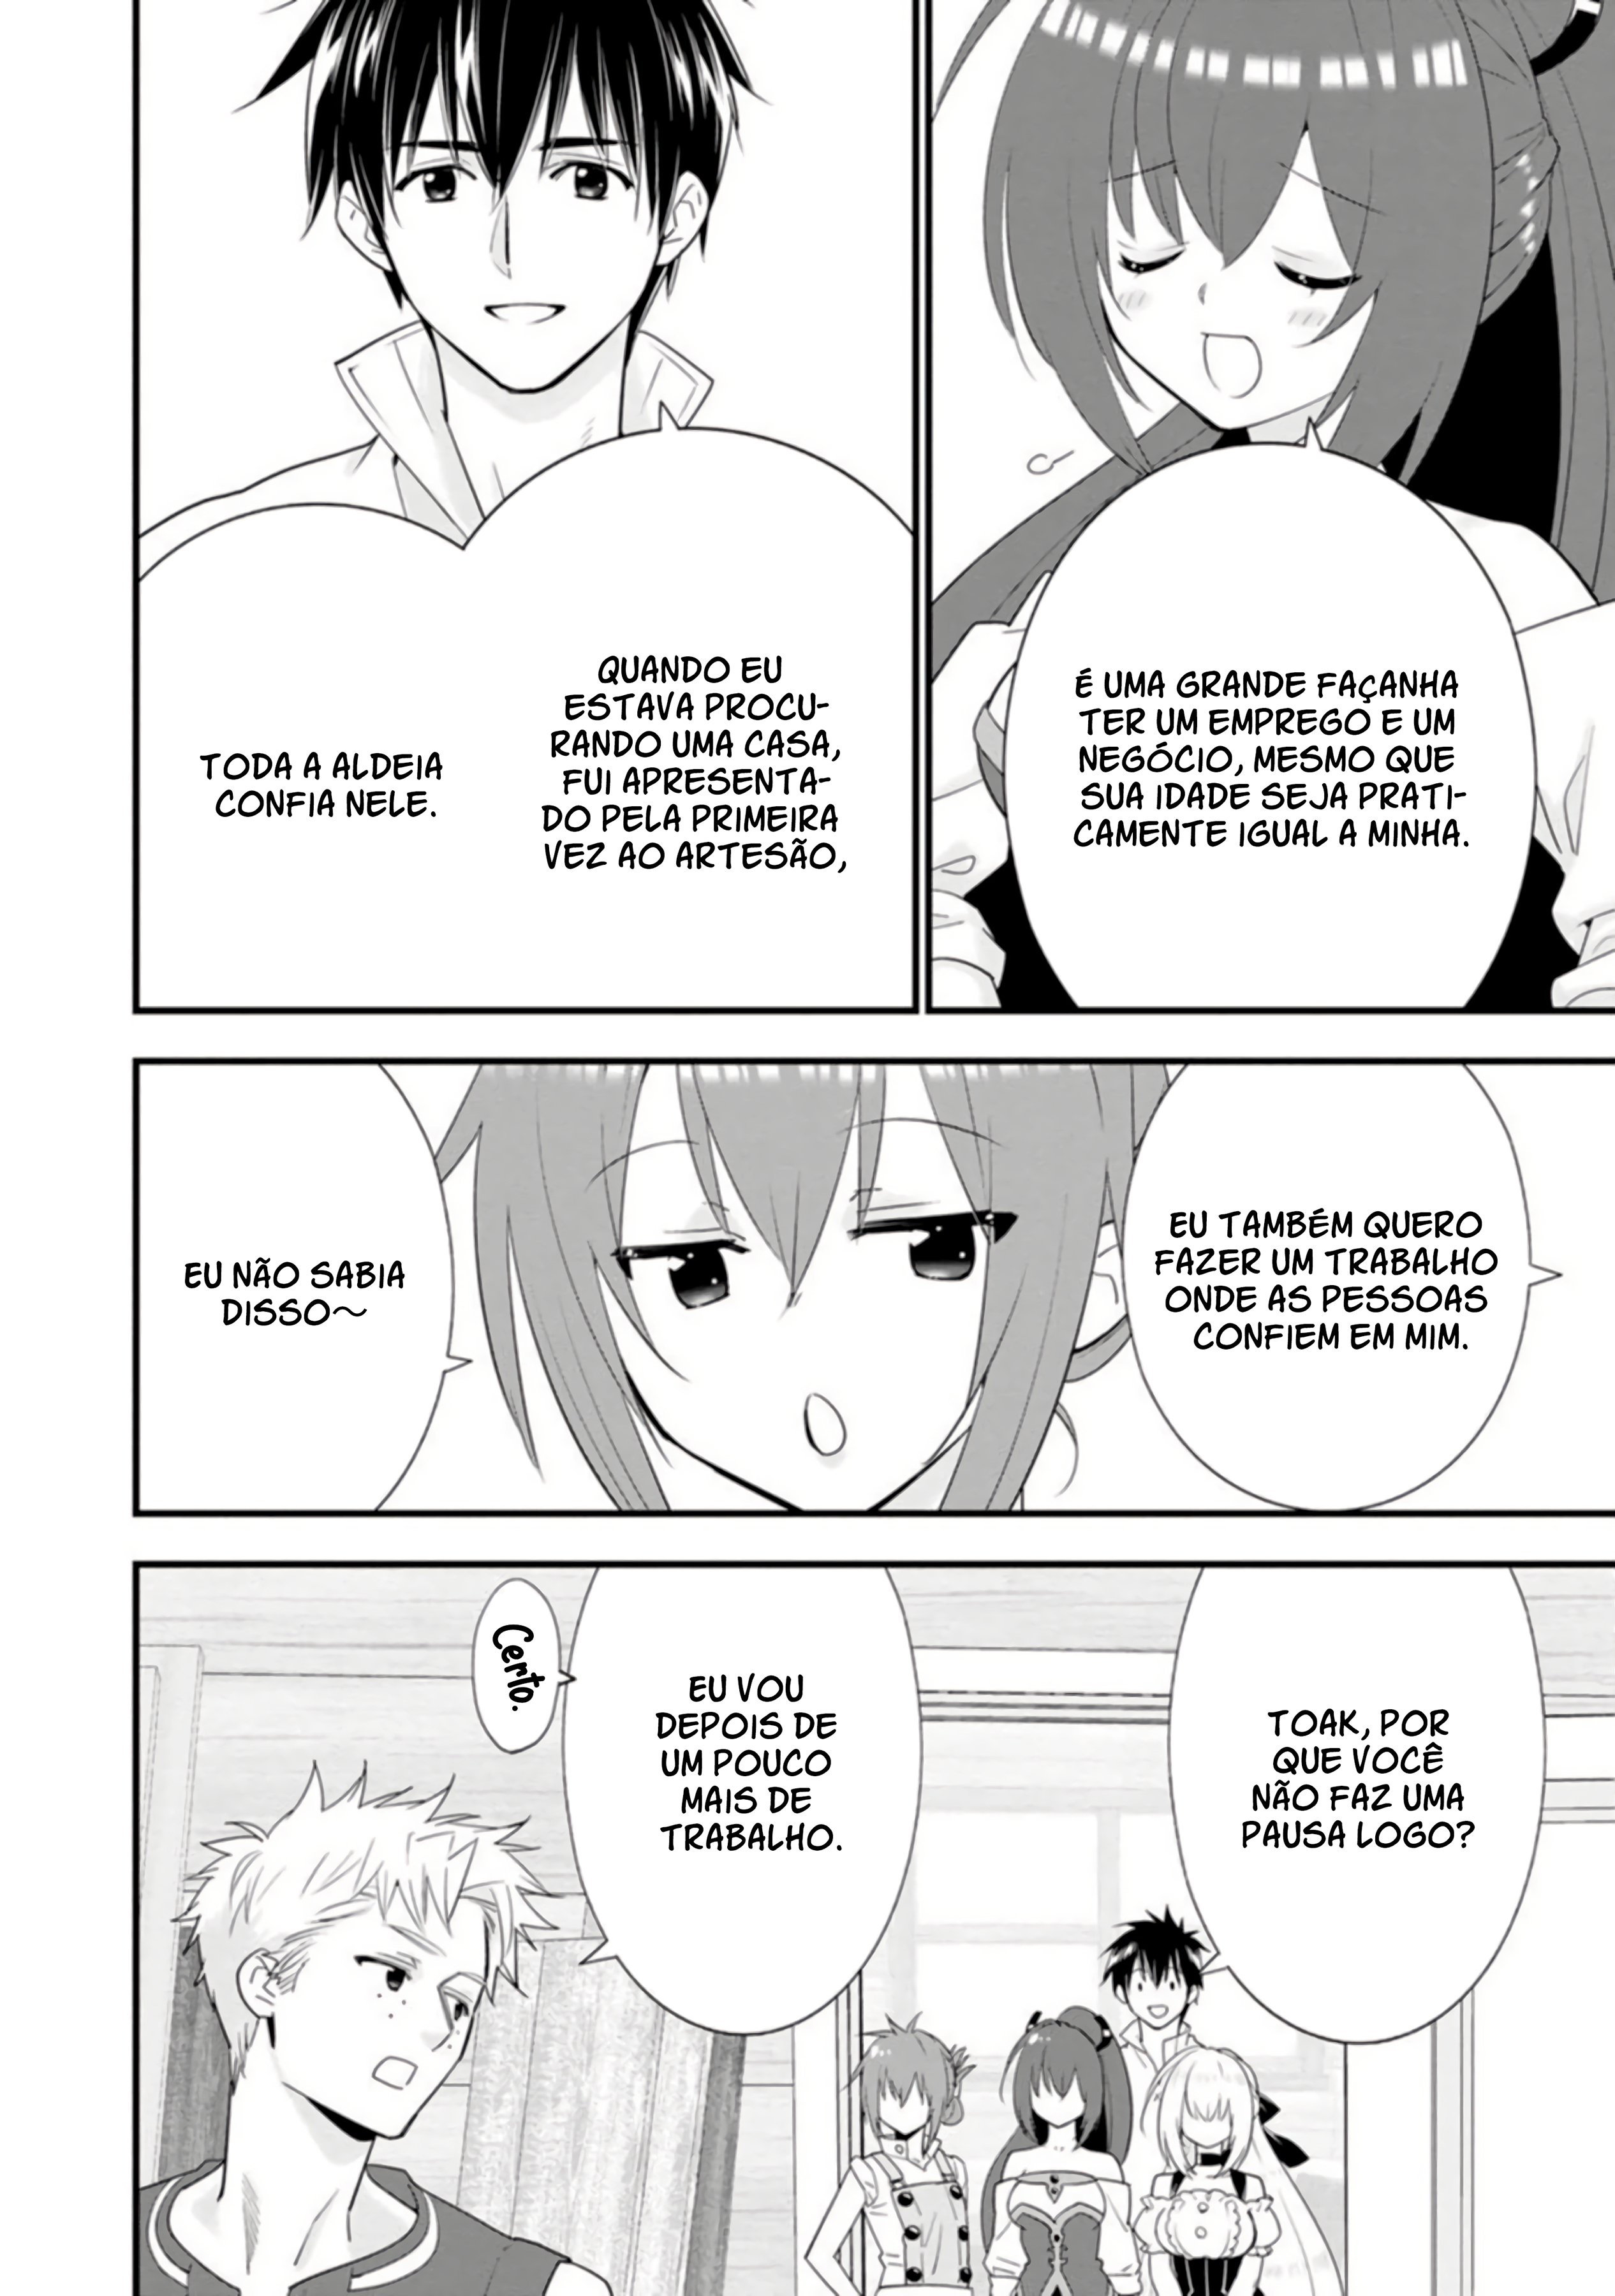 É UMA GRANDE FAÇANHA
TER UM EMPREGO E UM
NEGÓCIO, MESMO QUE
SUA IDADE SEJA PRATI-
CAMENTE IGUAL A MINHA.
QUANDO EU
ESTAVA PROCU-
RANDO UMA CASA,
FUI APRESENTA-
DO PELA PRIMEIRA
VEZ AO ARTESÃO,
TODA A ALDEIA
CONFIA NELE.
EU TAMBÉM QUERO
FAZER UM TRABALHO
ONDE AS PESSOAS
CONFIEM EM MIM.
EU NÃO SABIA
DISSO～
TOAK, POR
QUE VOCÊ
NÃO FAZ UMA
PAUSA LOGO?
EU VOU
DEPOIS DE
UM POUCO
MAIS DE
TRABALHO.
Certo.